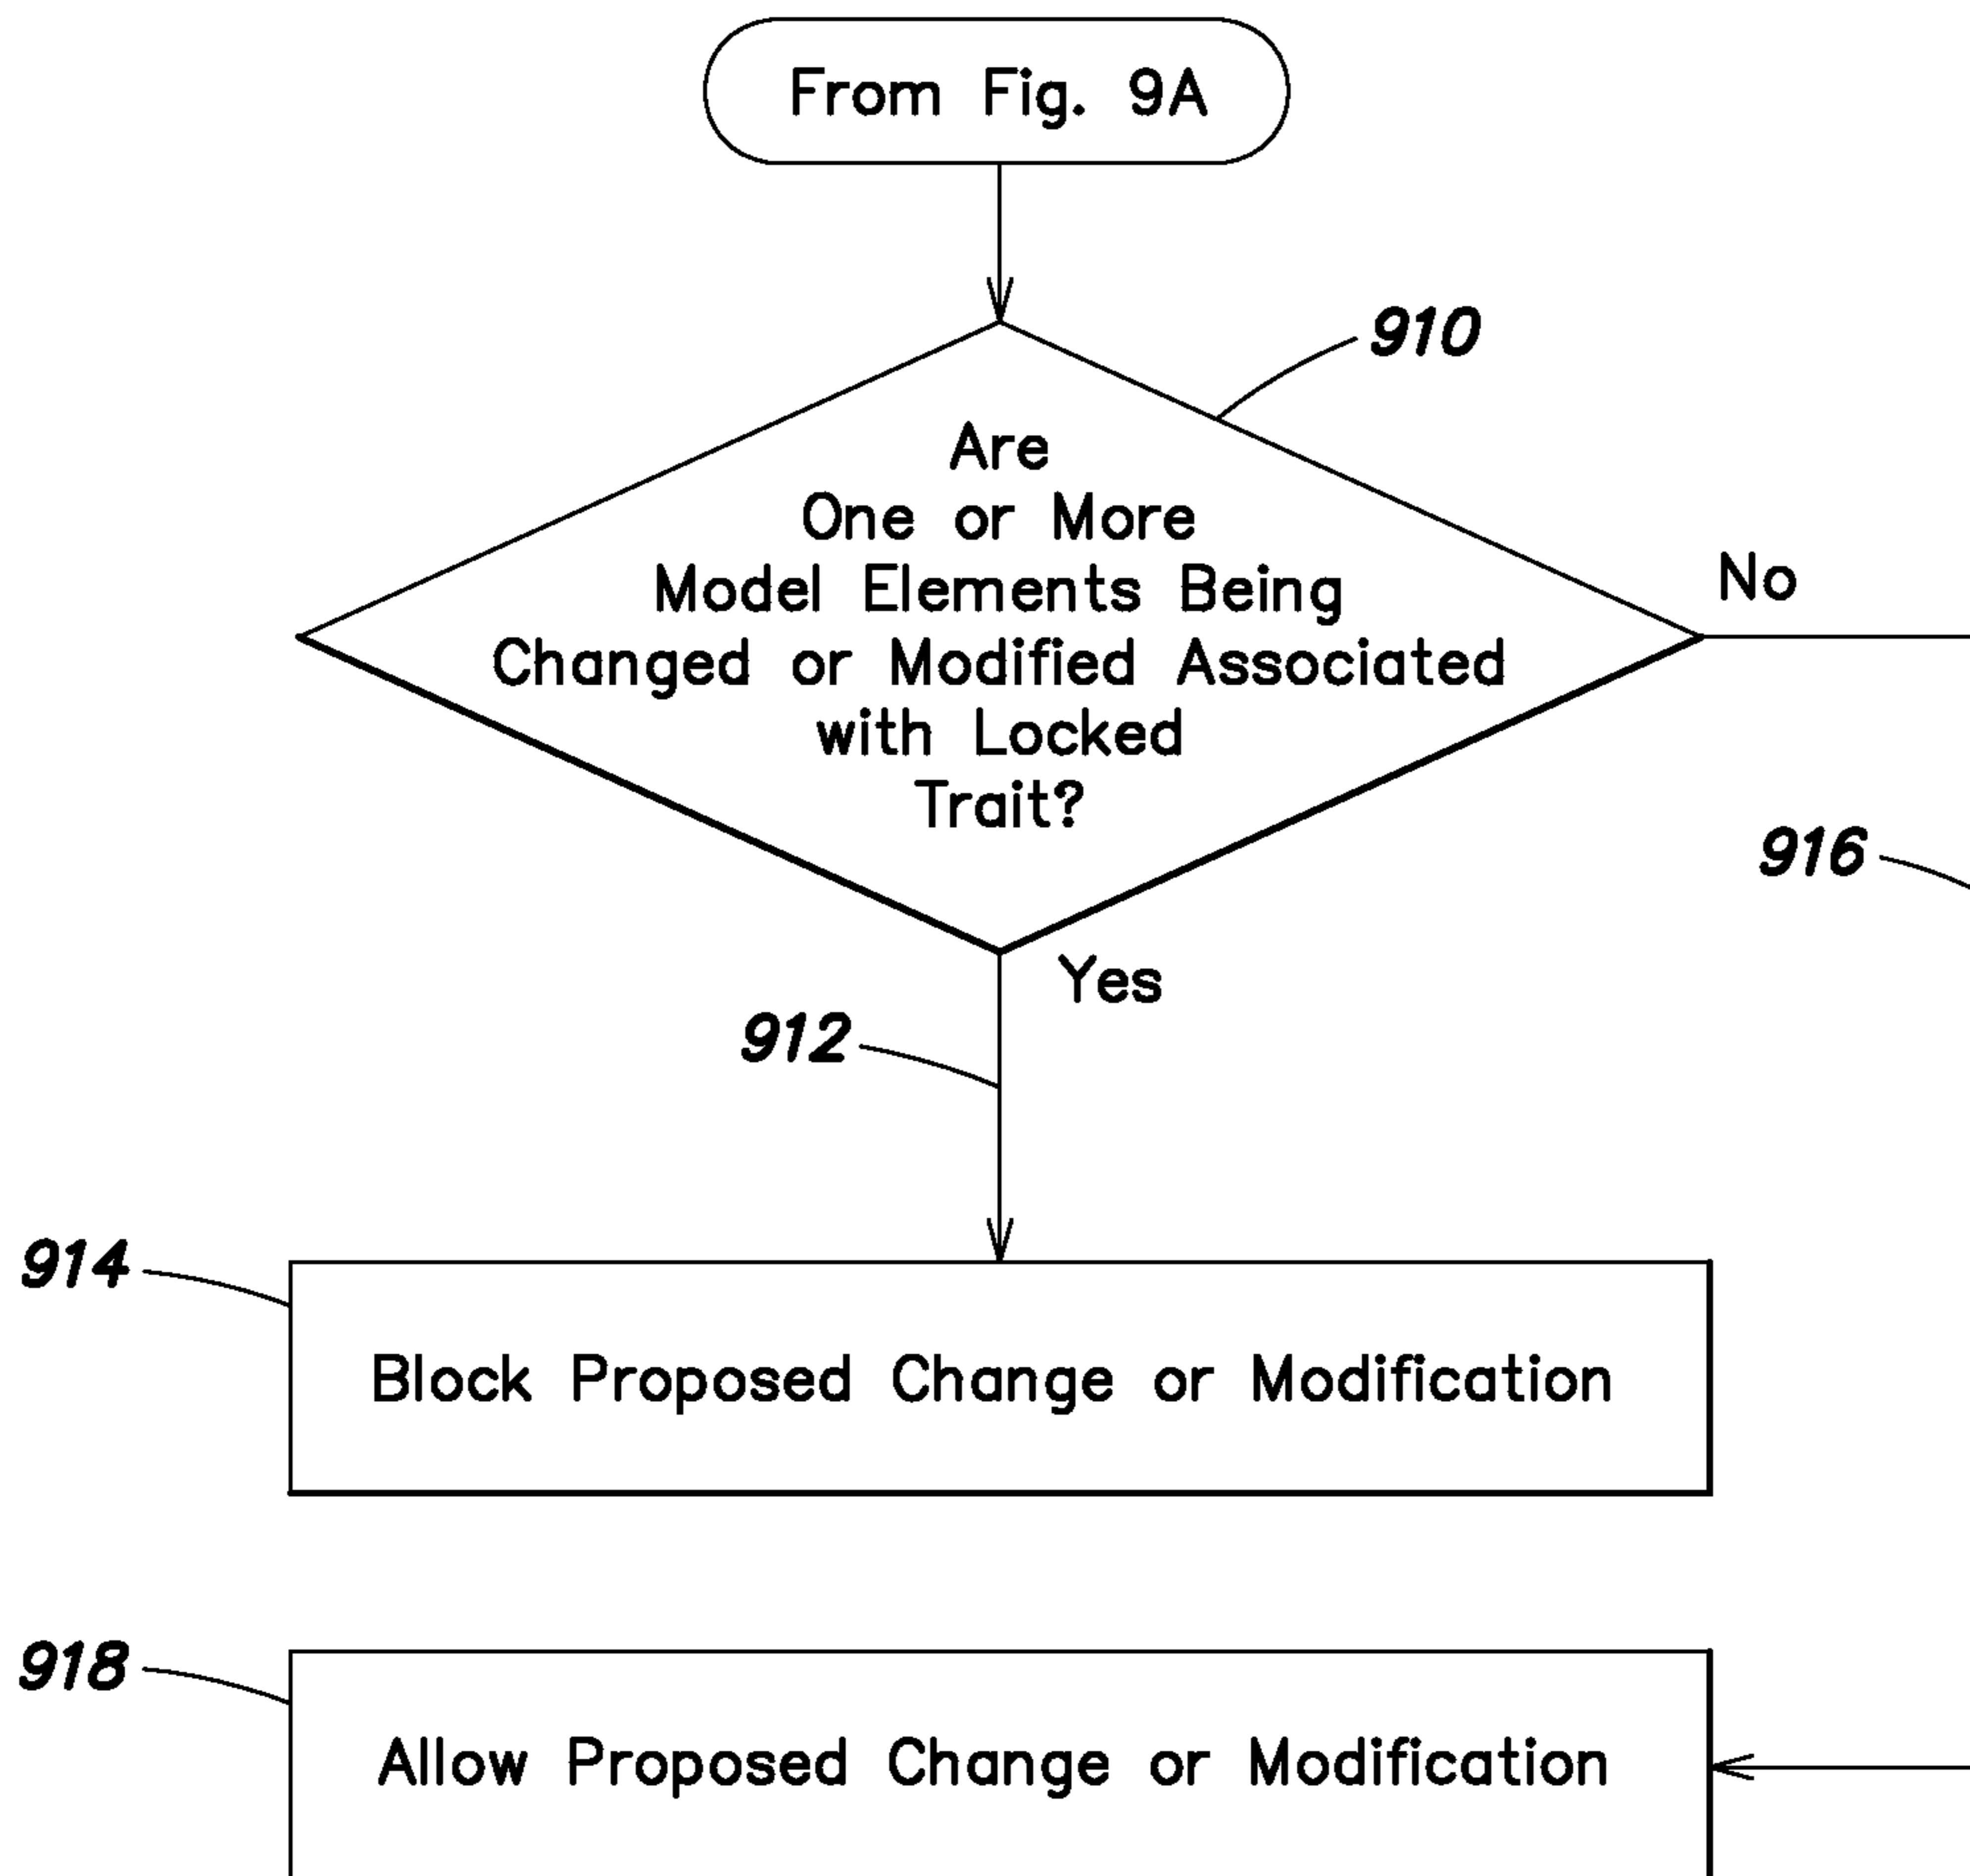 From Fig. 9A
910
Are
One or More
Model Elements Being
Changed or Modified Associated
with Locked
Trait?
No
916
Yes
912
914
Block Proposed Change or Modification
918
Allow Proposed Change or Modification